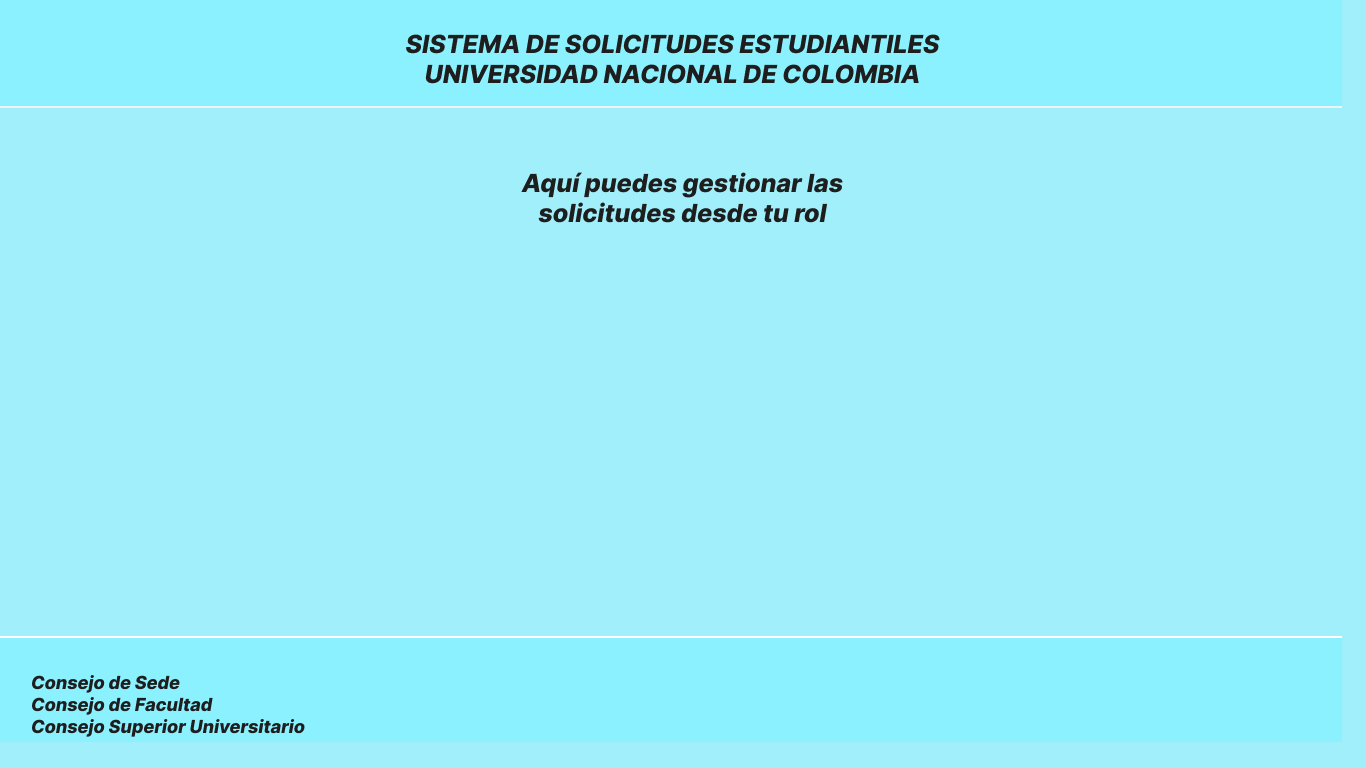 SISTEMA DE SOLICITUDES ESTUDIANTILES
UNIVERSIDAD NACIONAL DE COLOMBIA
Aquí puedes gestionar las
solicitudes desde tu rol
Consejo de Sede
Consejo de Facultad
Consejo Superior Universitario